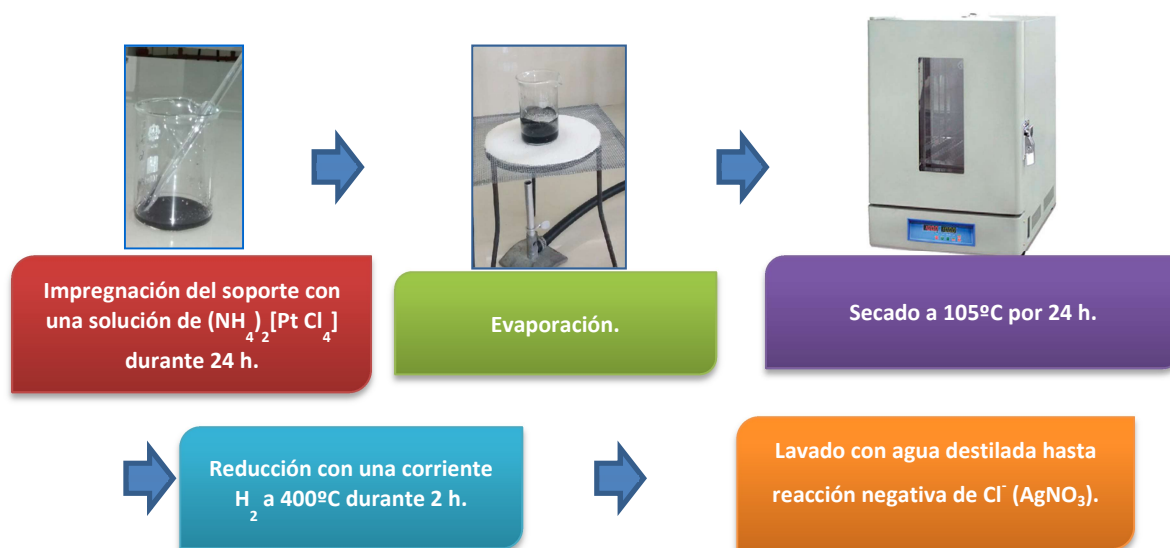 Impregnación del soporte con
una solución de (NH₄)₂[Pt Cl₄]
durante 24 h.
Evaporación.
Secado a 105ºC por 24 h.
Reducción con una corriente
H₂ a 400ºC durante 2 h.
Lavado con agua destilada hasta
reacción negativa de Cl⁻ (AgNO₃).